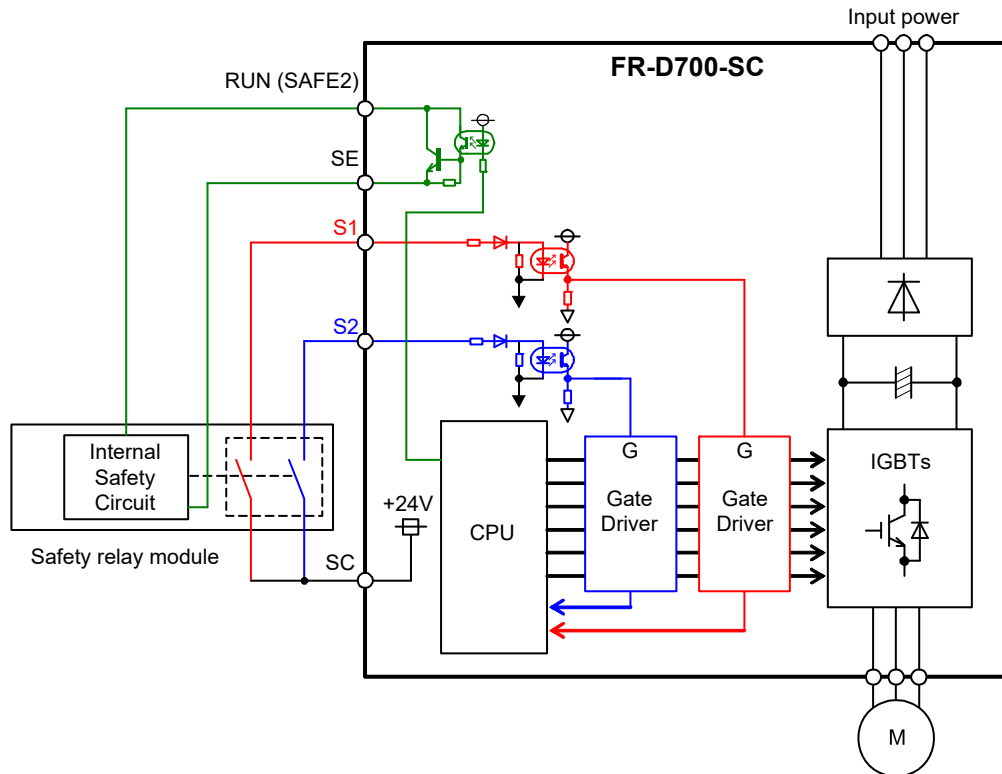 Input power
FR-D700-SC
RUN (SAFE2)
SE
S1
S2
Internal
Safety
Circuit
+24V
CPU
G
Gate
Driver
G
Gate
Driver
IGBTs
Safety relay module
SC
M